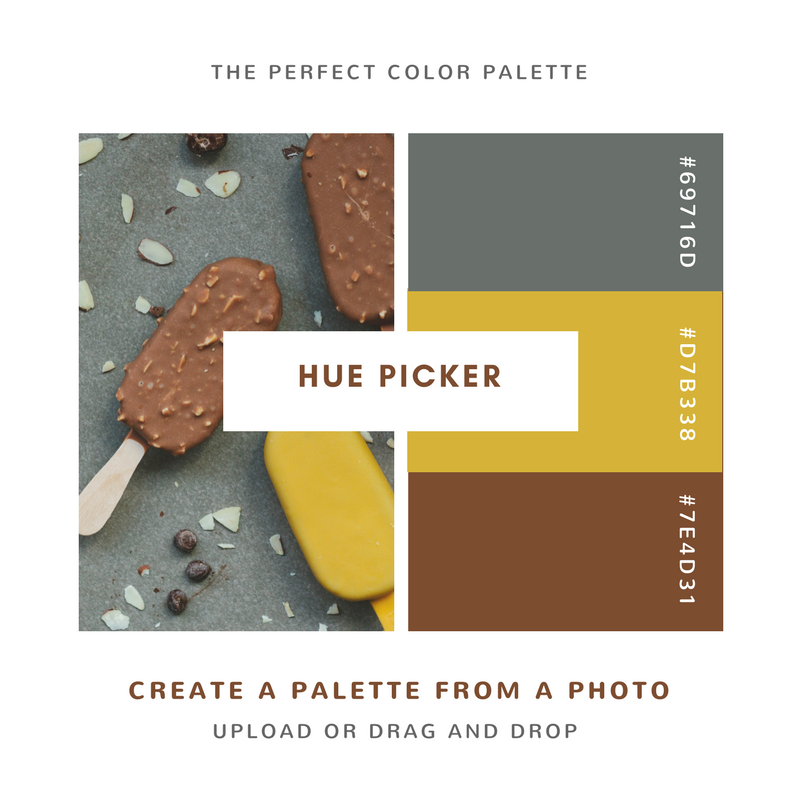 THE PERFECT COLOR PALETTE
#69716D
#D7B338
HUE PICKER
#7E4D31
CREATE A PALETTE FROM A PHOTO
UPLOAD OR DRAG AND DROP